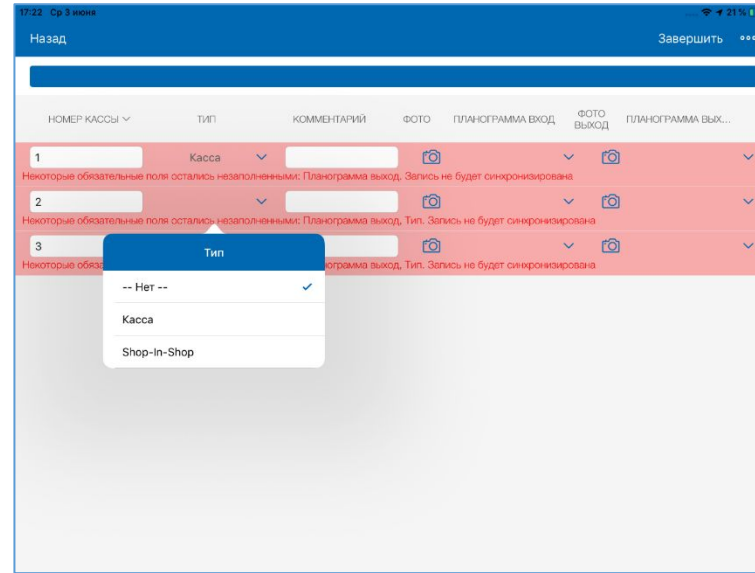 17:22 Ср 3 июня
21 %
Назад
Завершить
НОМЕР КАССЫ
ТИП
КОММЕНТАРИЙ
ФОТО
ПЛАНОГРАММА ВХОД
ФОТО ВЫХОД
ПЛАНОГРАММА ВЫХ...
1
Касса
Некоторые обязательные поля остались незаполненными: Планограмма выход. Запись не будет синхронизирована
2
Некоторые обязательные поля остались незаполненными: Планограмма выход, Тип. Запись не будет синхронизирована
3
Некоторые обяза
нограмма выход, Тип. Запись не будет синхронизирована
Тип
-- Нет --
Касса
Shop-In-Shop